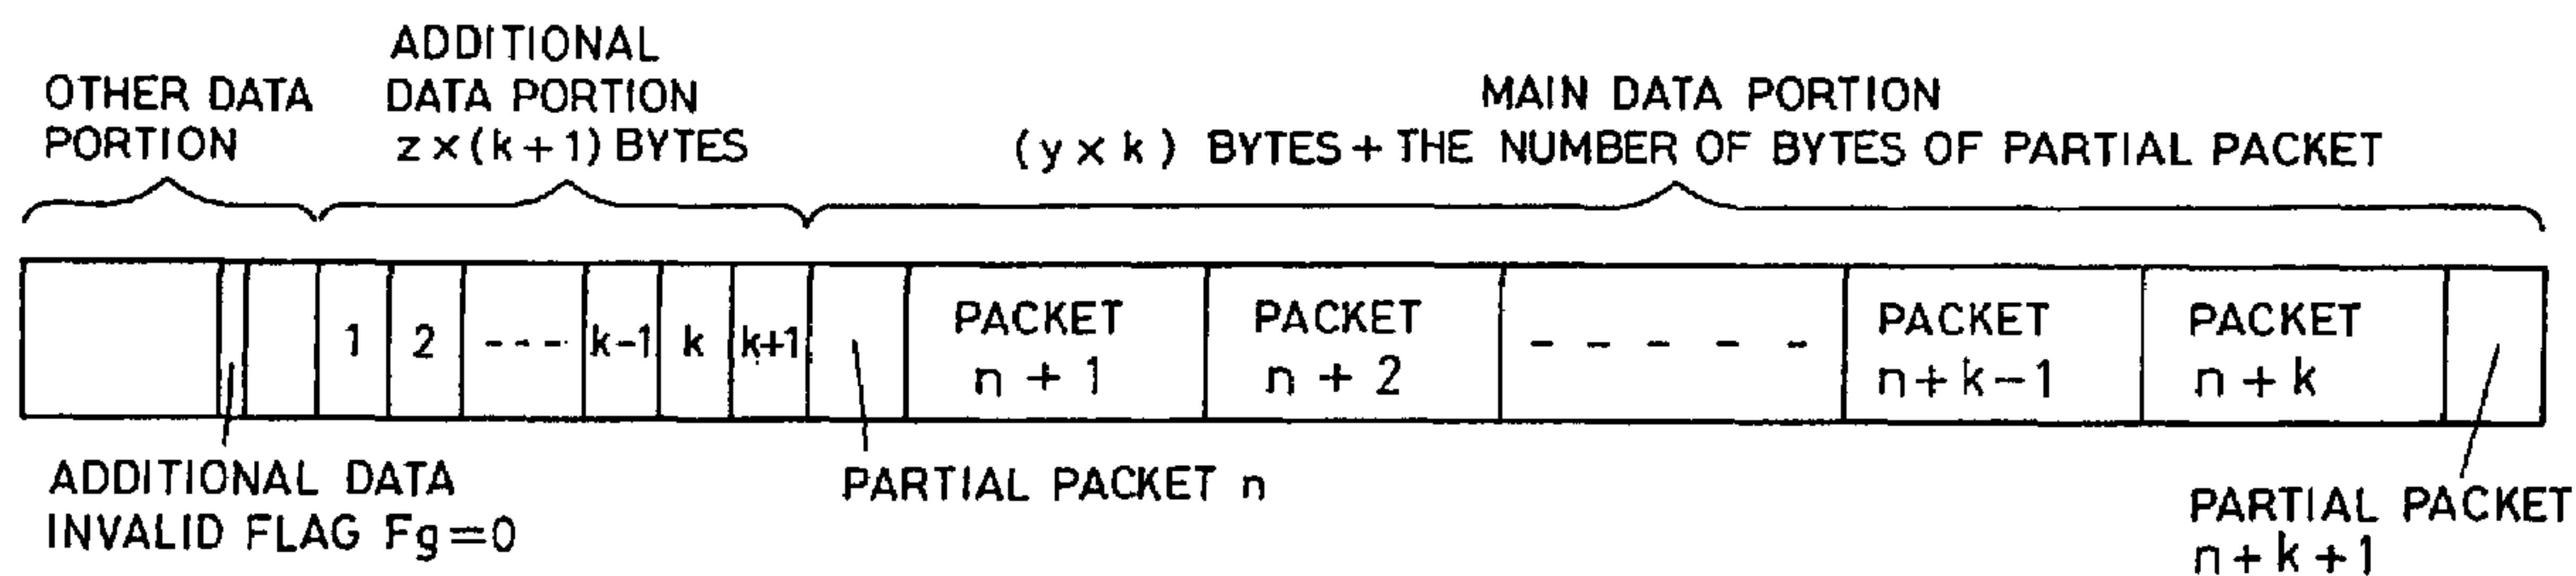 OTHER DATA
PORTION
ADDITIONAL
DATA PORTION
z×(k+1) BYTES
MAIN DATA PORTION
(y×k) BYTES+THE NUMBER OF BYTES OF PARTIAL PACKET
1
2
----
k-1
k
k+1
PACKET
n+1
PACKET
n+2
-----
PACKET
n+k-1
PACKET
n+k
ADDITIONAL DATA
INVALID FLAG Fg=0
PARTIAL PACKET n
PARTIAL PACKET
n+k+1